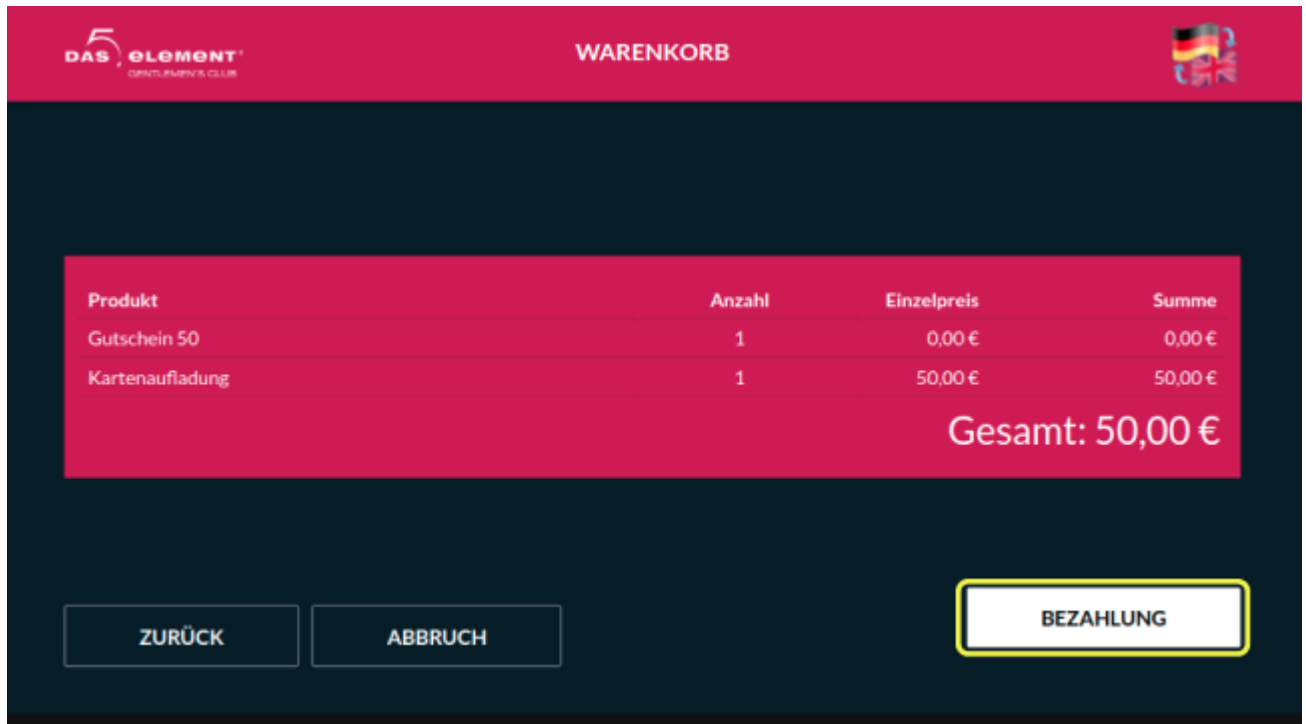 5
DAS element
GENTLEMEN'S CLUB
WARENKORB
Produkt Anzahl Einzelpreis Summe
Gutschein 50 1 0,00 € 0,00 €
Kartenaufladung 1 50,00 € 50,00 €
Gesamt: 50,00 €
ZURÜCK ABBRUCH BEZAHLUNG